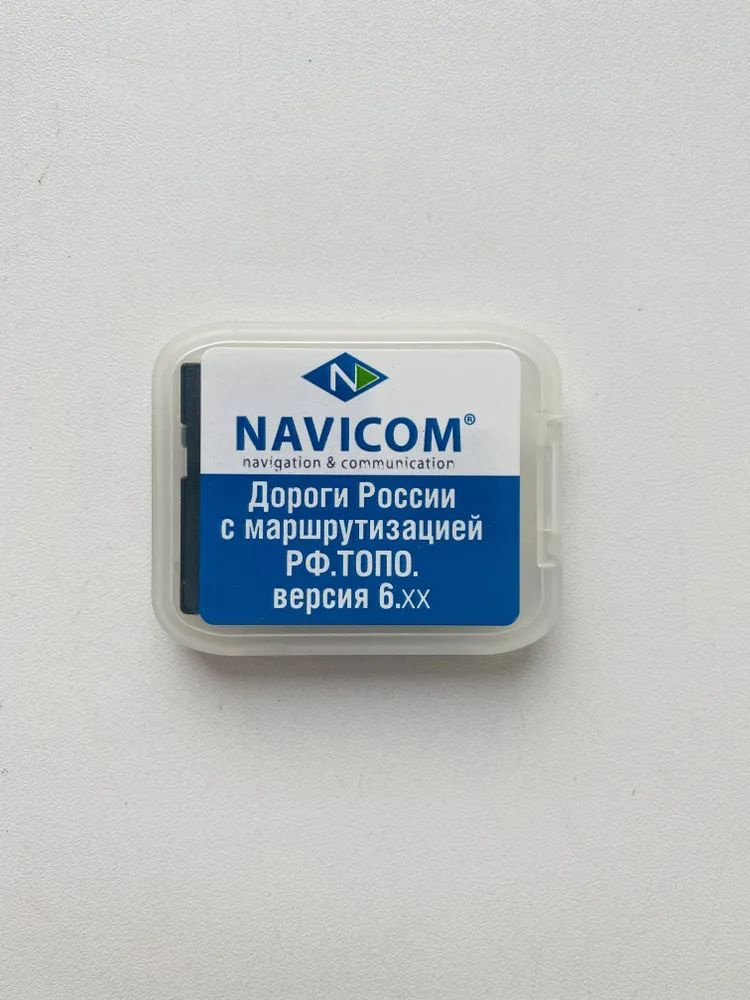 NAVICOM®
navigation & communication
Дороги России
с маршрутизацией
РФ.ТОПО.
версия 6.xx